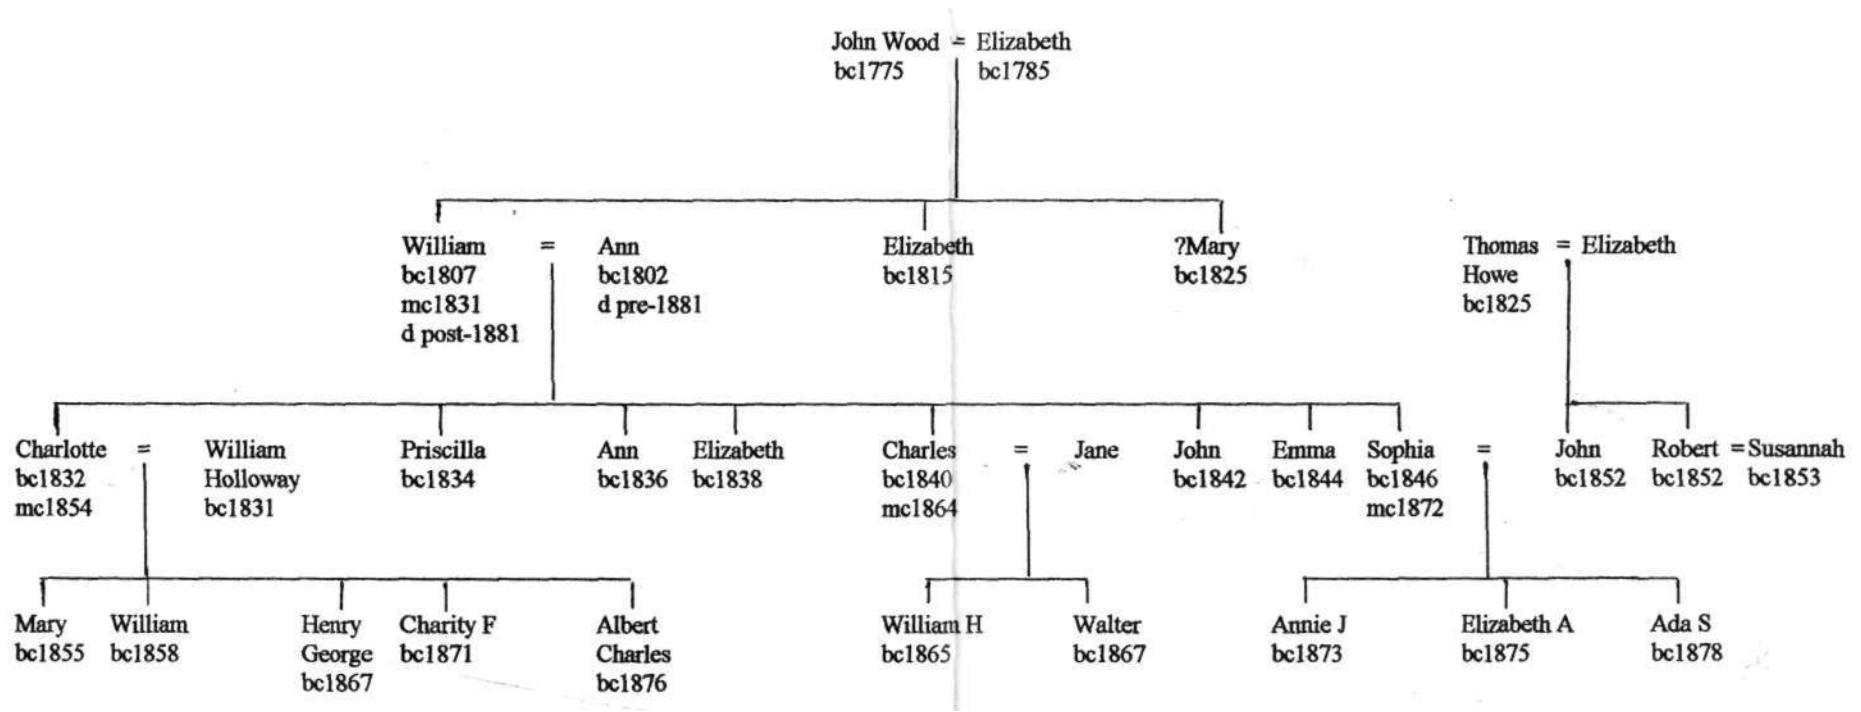 John Wood = Elizabeth
bc1775 bc1785
William = Ann Elizabeth ?Mary Thomas = Elizabeth
bc1807 bc1802 bc1815 bc1825 Howe
mc1831 d pre-1881 bc1825
d post-1881
Charlotte = William Priscilla Ann Elizabeth Charles = Jane John Emma Sophia = John Robert = Susannah
bc1832 Holloway bc1834 bc1836 bc1838 bc1840 bc1842 bc1844 bc1846 bc1852 bc1852 bc1853
mc1854 bc1831 mc1864 mc1872
Mary William Henry Charity F Albert William H Walter Annie J Elizabeth A Ada S
bc1855 bc1858 George bc1871 Charles bc1865 bc1867 bc1873 bc1875 bc1878
bc1867 bc1876